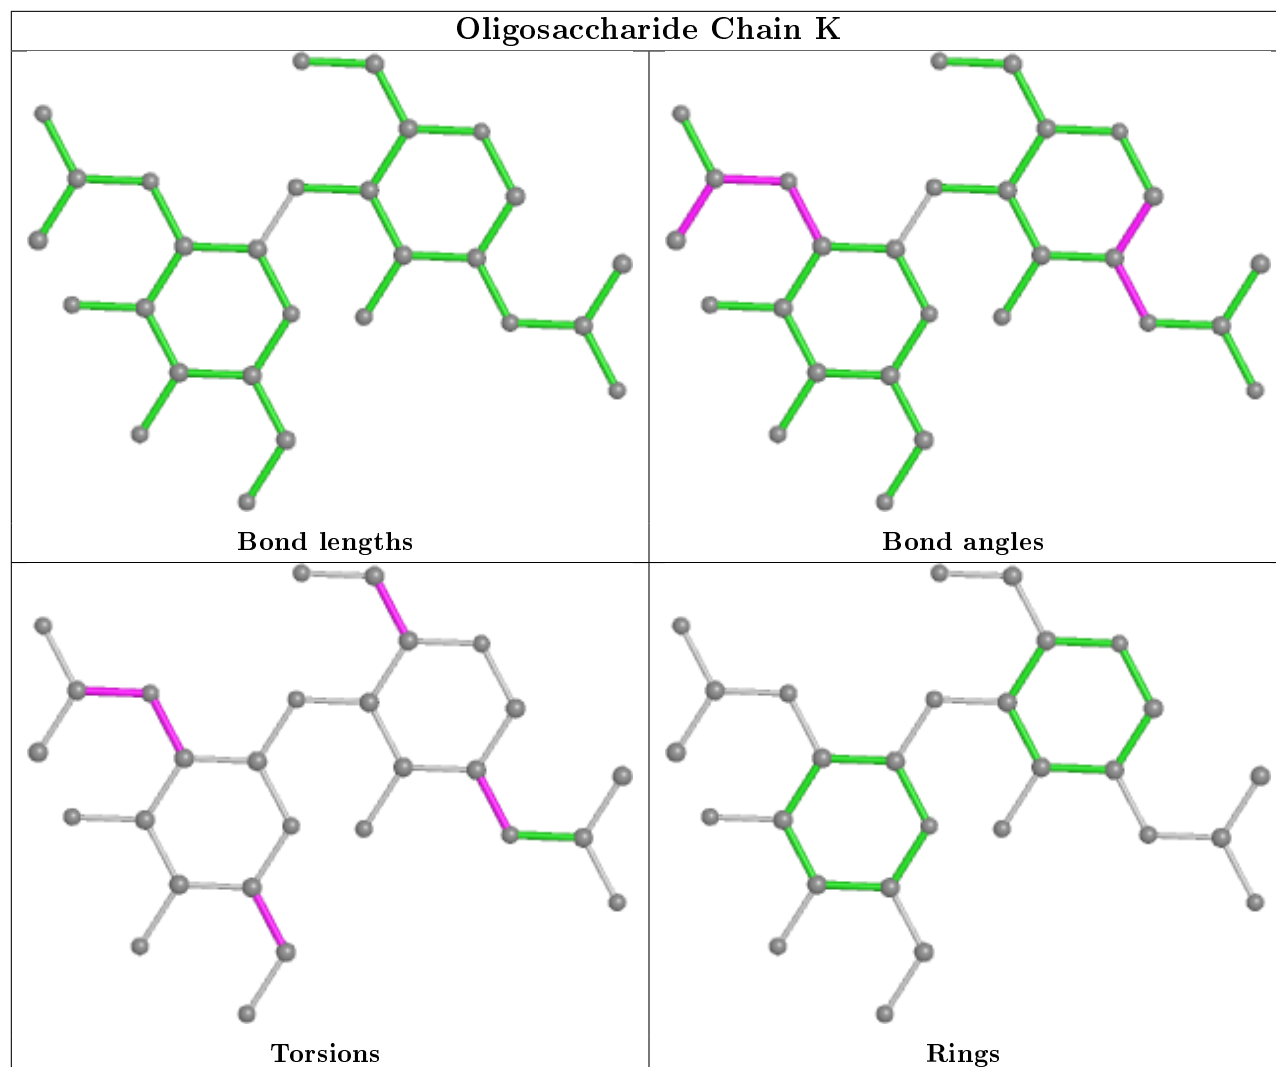 Oligosaccharide Chain K
Bond lengths
Bond angles
Torsions
Rings